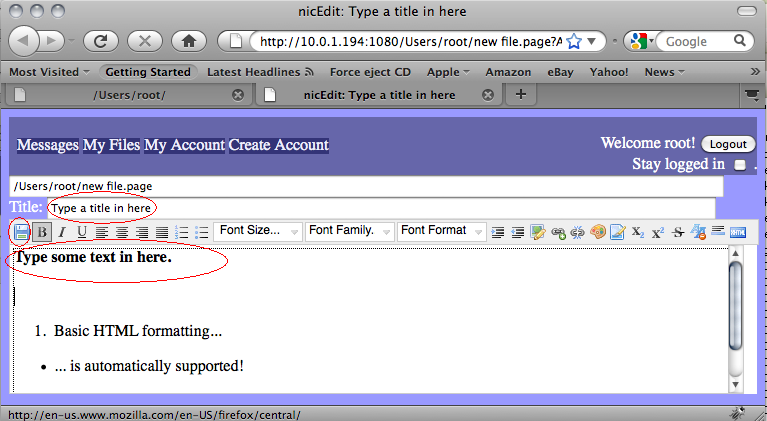 nicEdit: Type a title in here
http://10.0.1.194:1080/Users/root/new file.page?A
Google
Most Visited Getting Started Latest Headlines Force eject CD Apple Amazon eBay Yahoo! News »
/Users/root/ nicEdit: Type a title in here +
Messages My Files My Account Create Account Welcome root! Logout
Stay logged in .
/Users/root/new file.page
Title: Type a title in here
B I U Font Size... Font Family. Font Format X₂ X² S
Type some text in here.
1. Basic HTML formatting...
• ... is automatically supported!
http://en-us.www.mozilla.com/en-US/firefox/central/